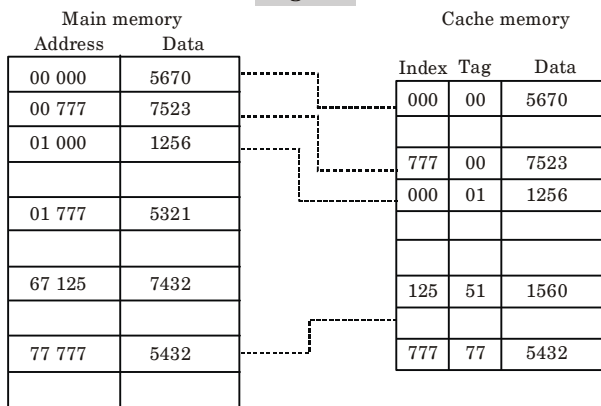 Main memory
Address Data
00 000 5670
00 777 7523
01 000 1256
01 777 5321
67 125 7432
77 777 5432
Cache memory
Index Tag Data
000 00 5670
777 00 7523
000 01 1256
125 51 1560
777 77 5432